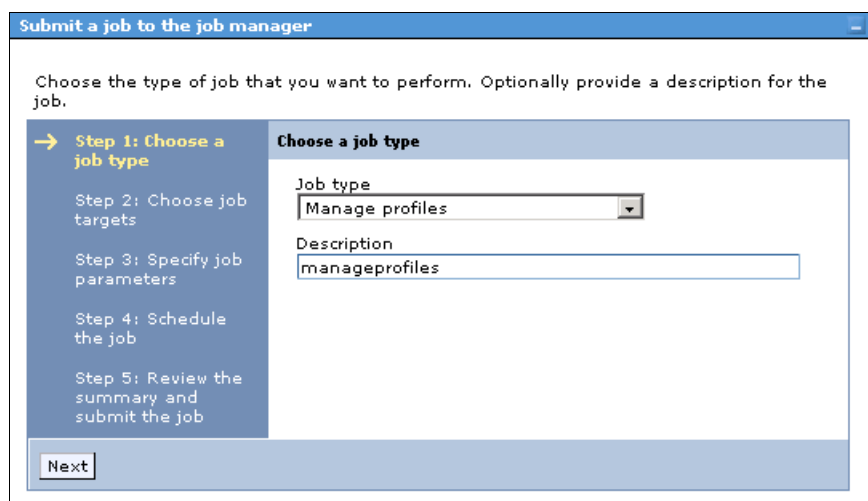 Submit a job to the job manager
Choose the type of job that you want to perform. Optionally provide a description for the
job.
Step 1: Choose a
job type
Step 2: Choose job
targets
Step 3: Specify job
parameters
Step 4: Schedule
the job
Step 5: Review the
summary and
submit the job
Choose a job type
Job type
Manage profiles
Description
manageprofiles
Next